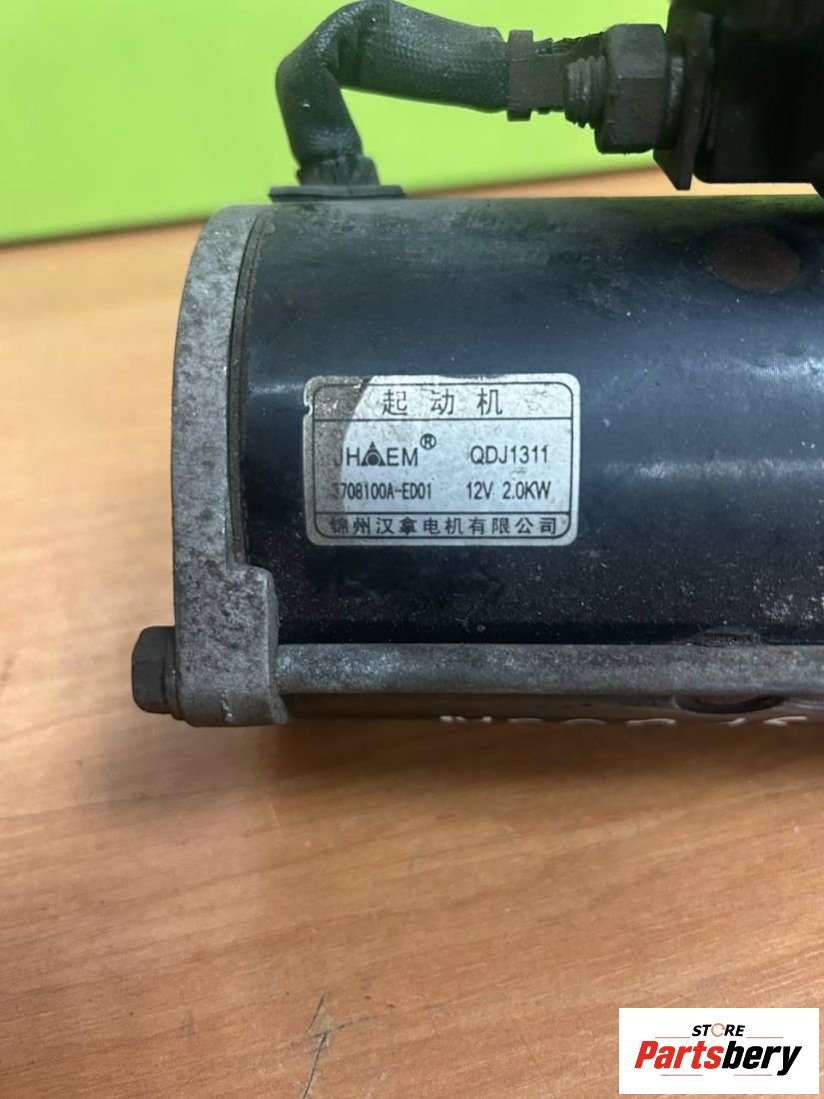 起动机
JHAEM® QDJ1311
3708100A-ED01 12V 2.0KW
锦州汉拿电机有限公司
STORE
Partsbery